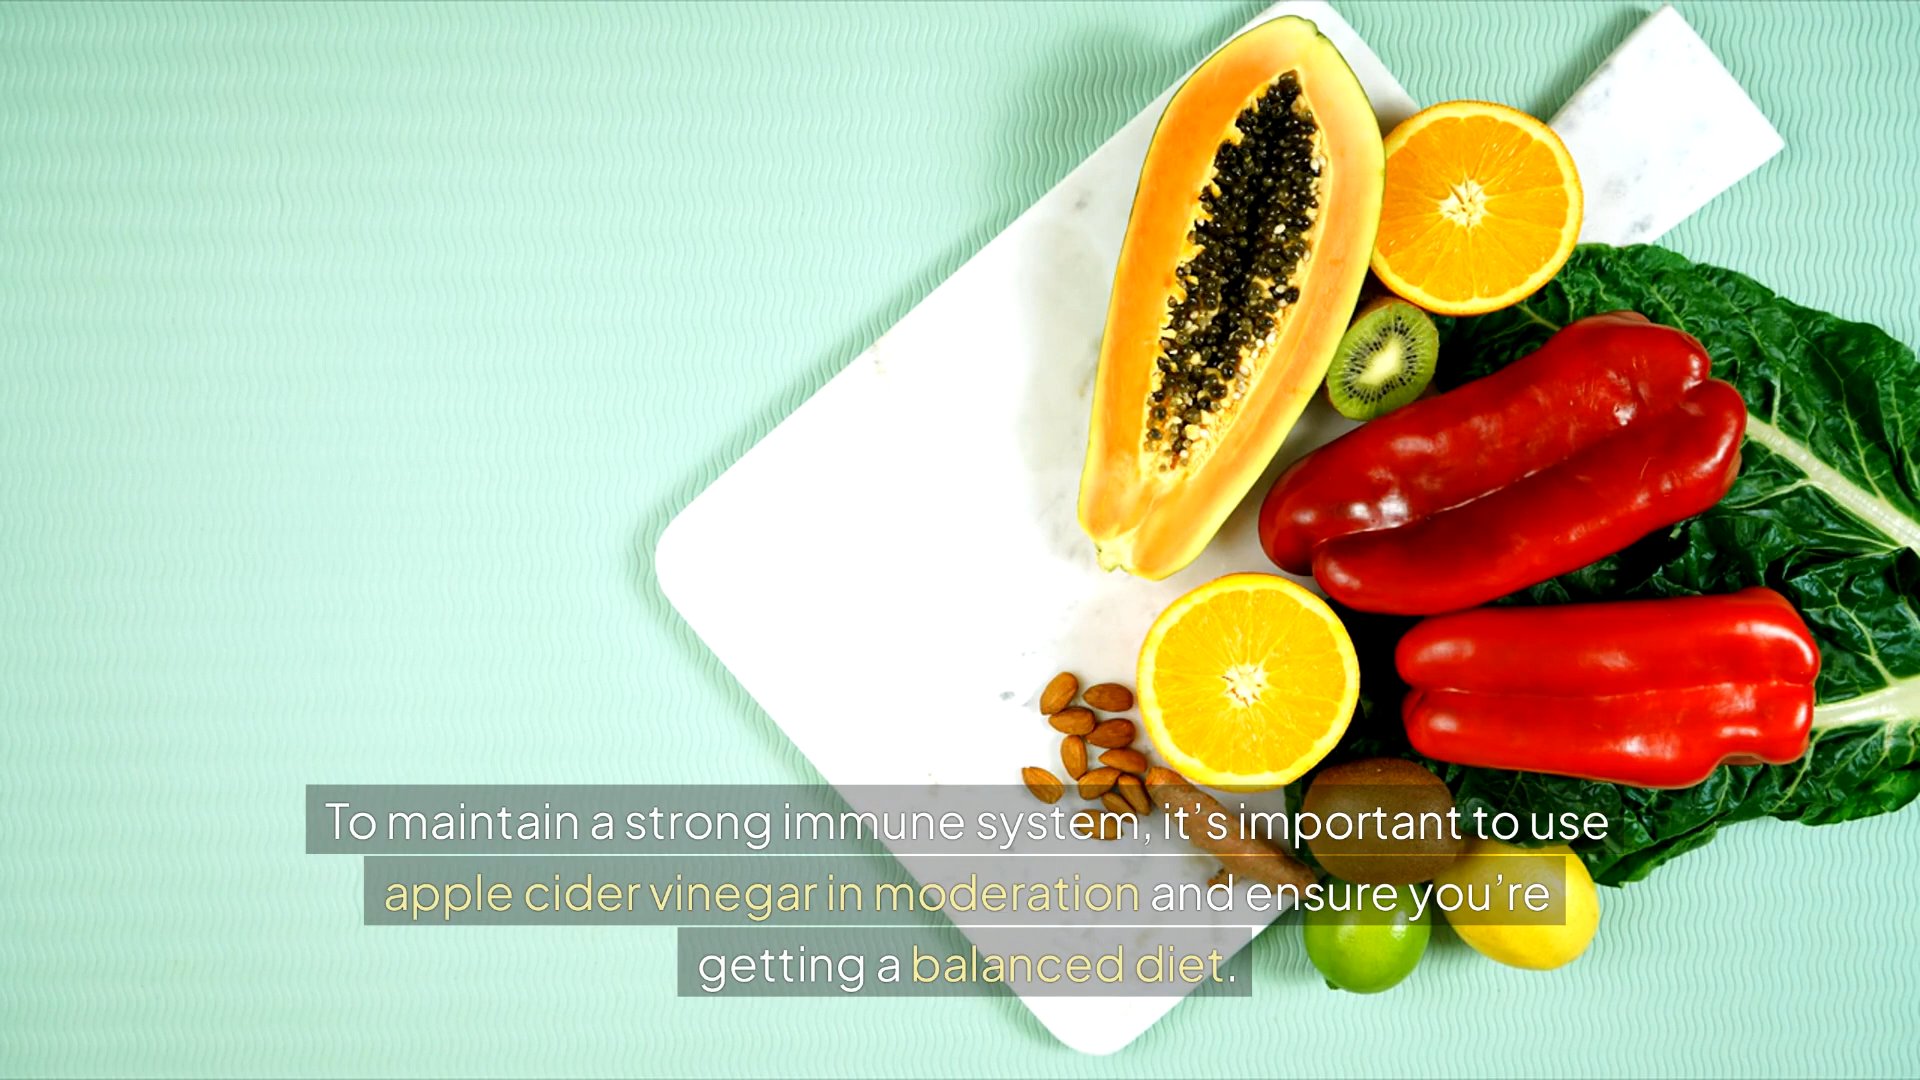 To maintain a strong immune system, it’s important to use
apple cider vinegar in moderation and ensure you’re
getting a balanced diet.